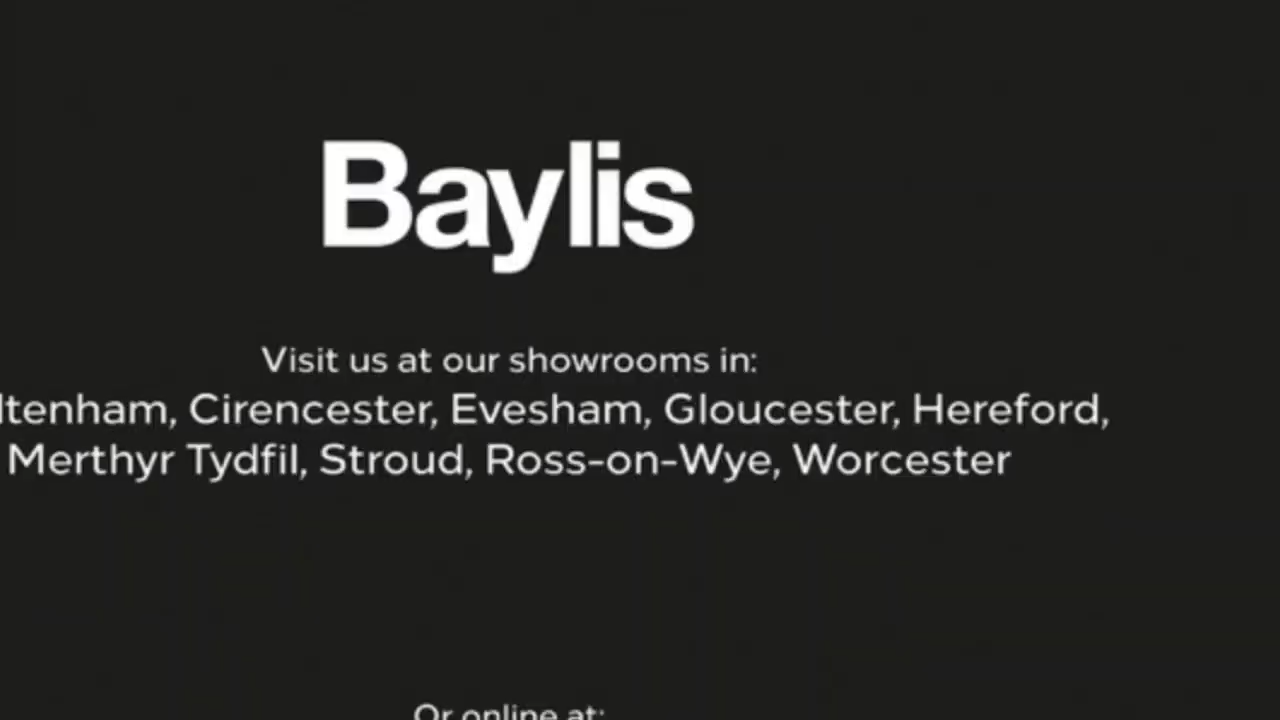 Baylis
Visit us at our showrooms in:
ltenham, Cirencester, Evesham, Gloucester, Hereford,
Merthyr Tydfil, Stroud, Ross-on-Wye, Worcester
Or online at: